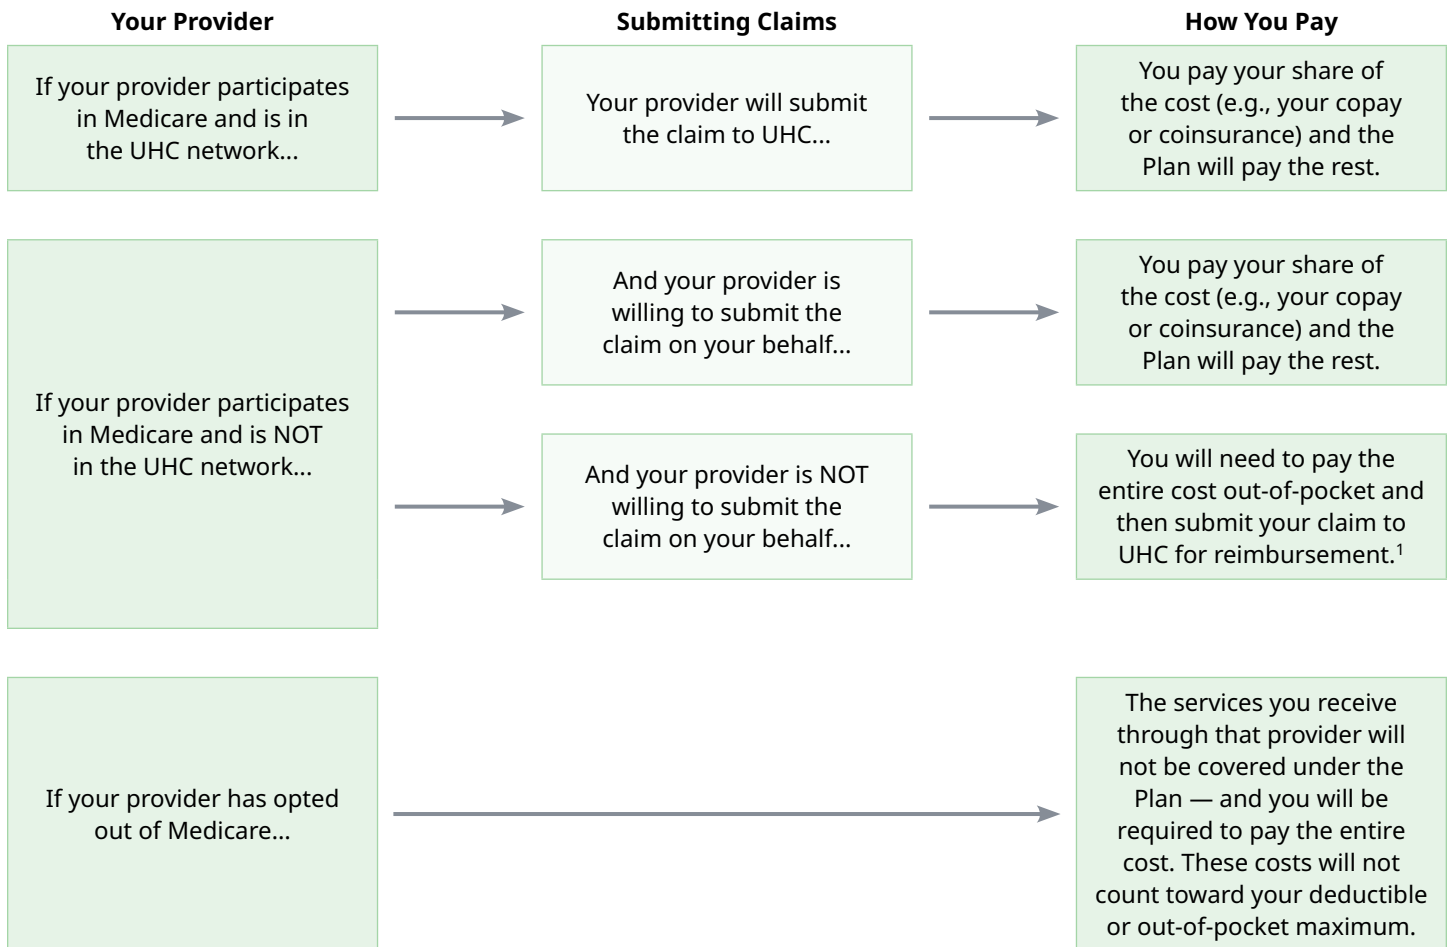 Your Provider
Submitting Claims
How You Pay
If your provider participates
in Medicare and is in
the UHC network...
Your provider will submit
the claim to UHC...
You pay your share of
the cost (e.g., your copay
or coinsurance) and the
Plan will pay the rest.
If your provider participates
in Medicare and is NOT
in the UHC network...
And your provider is
willing to submit the
claim on your behalf...
You pay your share of
the cost (e.g., your copay
or coinsurance) and the
Plan will pay the rest.
And your provider is NOT
willing to submit the
claim on your behalf...
You will need to pay the
entire cost out-of-pocket and
then submit your claim to
UHC for reimbursement.¹
If your provider has opted
out of Medicare...
The services you receive
through that provider will
not be covered under the
Plan — and you will be
required to pay the entire
cost. These costs will not
count toward your deductible
or out-of-pocket maximum.